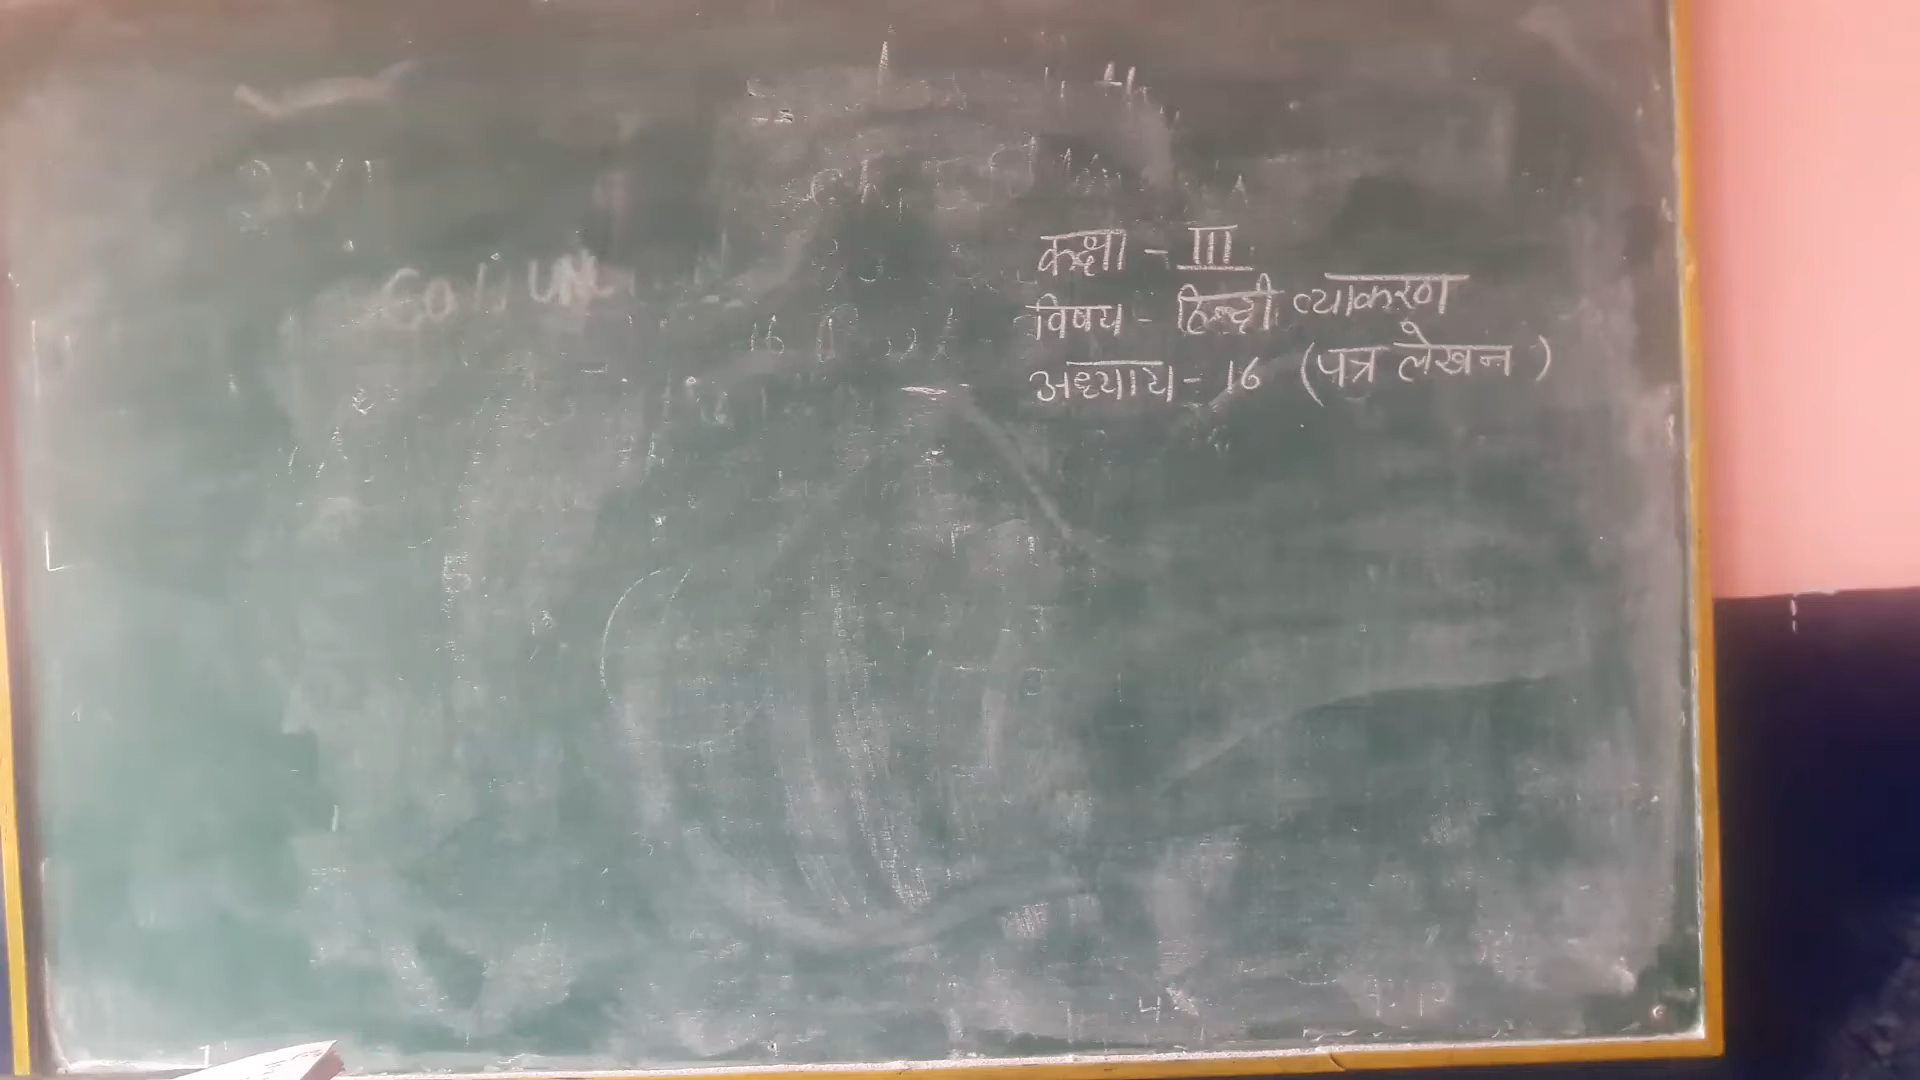 कक्षा - III
विषय - हिन्दी व्याकरण
अध्याय - 16 (पत्र लेखन)